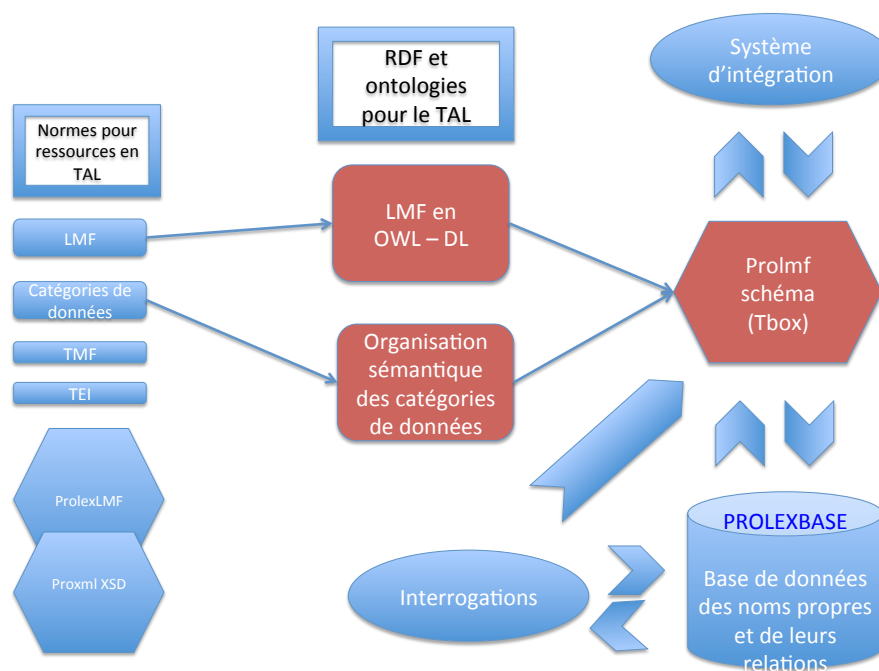 Normes pour
ressources en
TAL
LMF
Catégories de
données
TMF
TEI
ProlexLMF
Proxml XSD
RDF et
ontologies
pour le TAL
LMF en
OWL – DL
Organisation
sémantique
des catégories
de données
Interrogations
Système
d'intégration
Prolmf
schéma
(Tbox)
PROLEXBASE
Base de données
des noms propres
et de leurs
relations